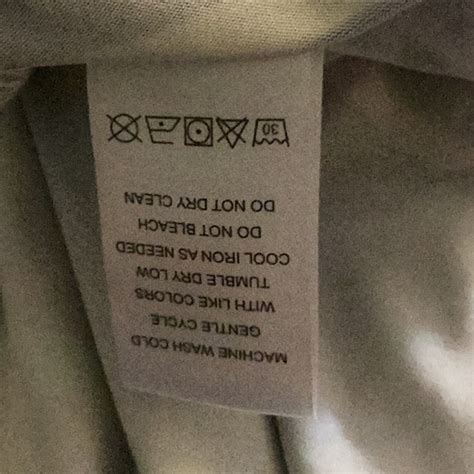 MACHINE WASH COLD
GENTLE CYCLE
WITH LIKE COLORS
TUMBLE DRY LOW
COOL IRON AS NEEDED
DO NOT BLEACH
DO NOT DRY CLEAN
30